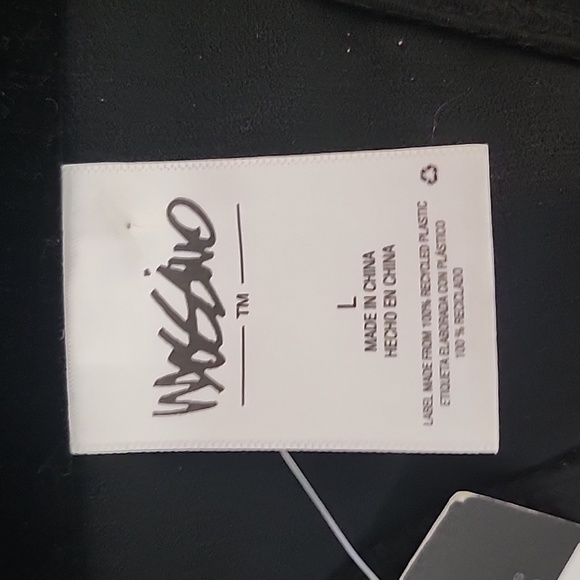 Mossimo
TM
L
MADE IN CHINA
HECHO EN CHINA
LABEL MADE FROM 100% RECYCLED PLASTIC
ETIQUETA ELABORADA CON PLÁSTICO
100 % RECICLADO